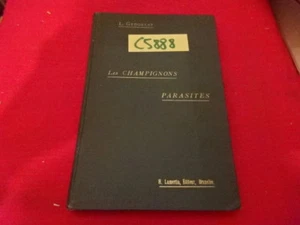 C5888
Les CHAMPIGNONS
PARASITES
H. Lamertin, Éditeur, Bruxelles